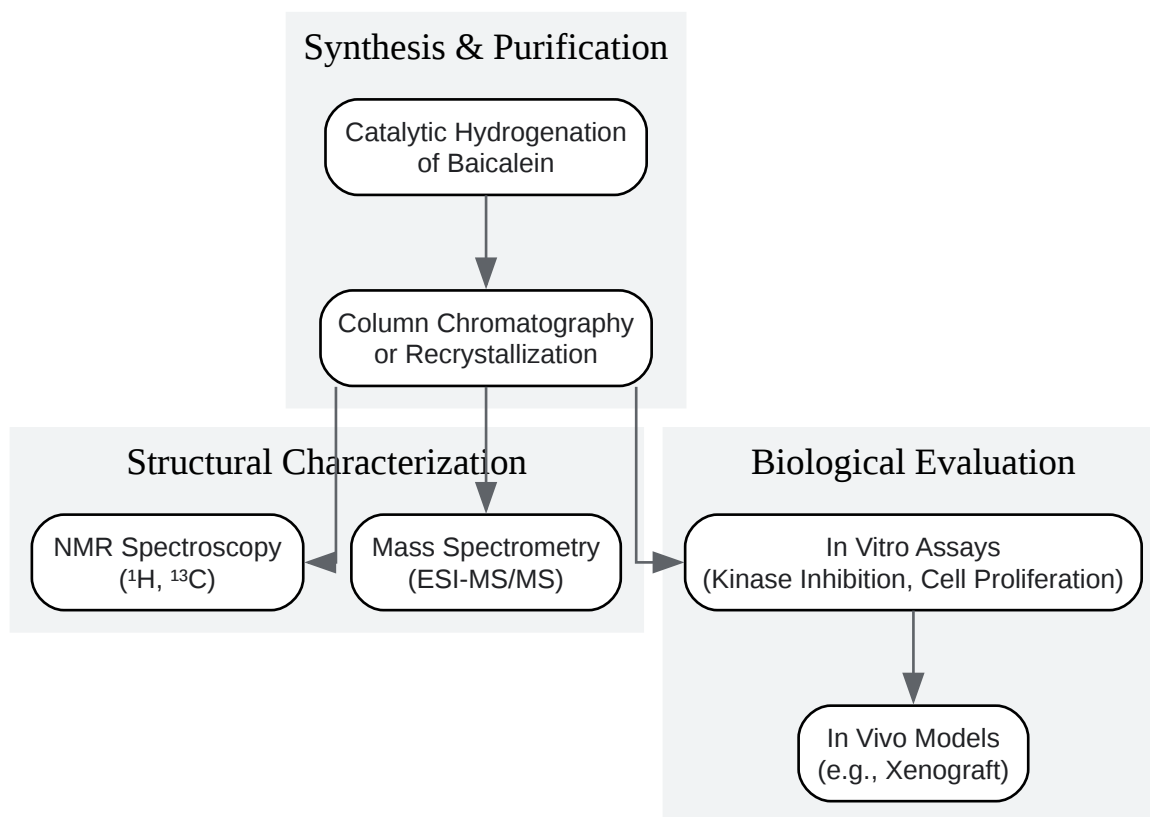 Synthesis & Purification
Catalytic Hydrogenation
of Baicalein
Column Chromatography
or Recrystallization
Structural Characterization
NMR Spectroscopy
(¹H, ¹³C)
Mass Spectrometry
(ESI-MS/MS)
Biological Evaluation
In Vitro Assays
(Kinase Inhibition, Cell Proliferation)
In Vivo Models
(e.g., Xenograft)